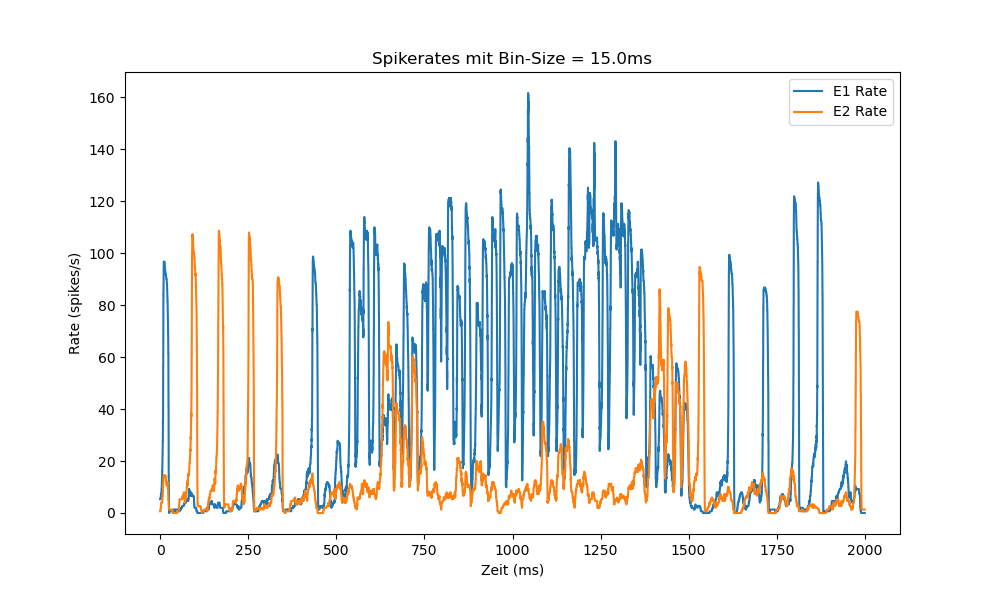 Spikerates mit Bin-Size = 15.0ms
E1 Rate
E2 Rate
Rate (spikes/s)
160
140
120
100
80
60
40
20
0
0 250 500 750 1000 1250 1500 1750 2000
Zeit (ms)